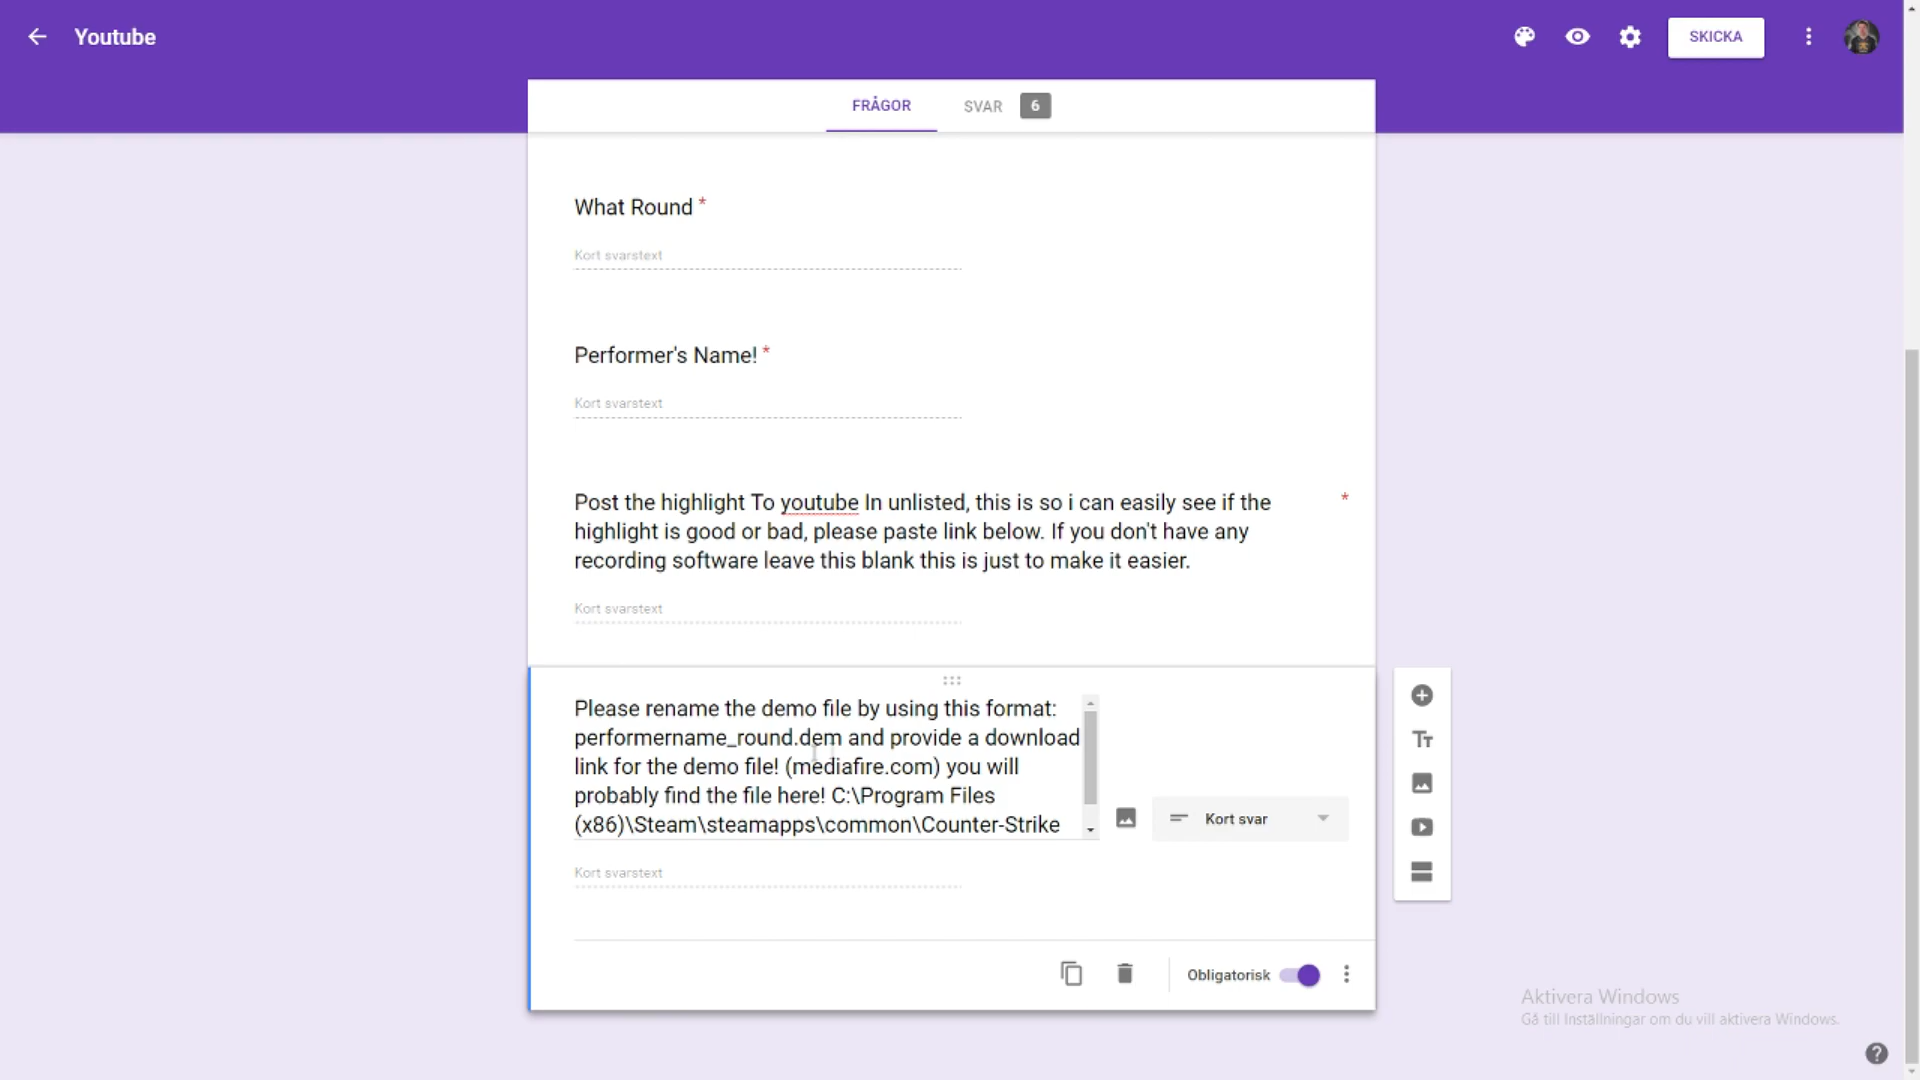 Youtube
SKICKA
FRÅGOR
SVAR
6
What Round *
Kort svarstext
Performer's Name! *
Kort svarstext
Post the highlight To youtube In unlisted, this is so i can easily see if the *
highlight is good or bad, please paste link below. If you don't have any
recording software leave this blank this is just to make it easier.
Kort svarstext
Please rename the demo file by using this format:
performername_round.dem and provide a download
link for the demo file! (mediafire.com) you will
probably find the file here! C:\Program Files
(x86)\Steam\steamapps\common\Counter-Strike
Kort svar
Kort svarstext
Obligatorisk
Aktivera Windows
Gå till Inställningar om du vill aktivera Windows.